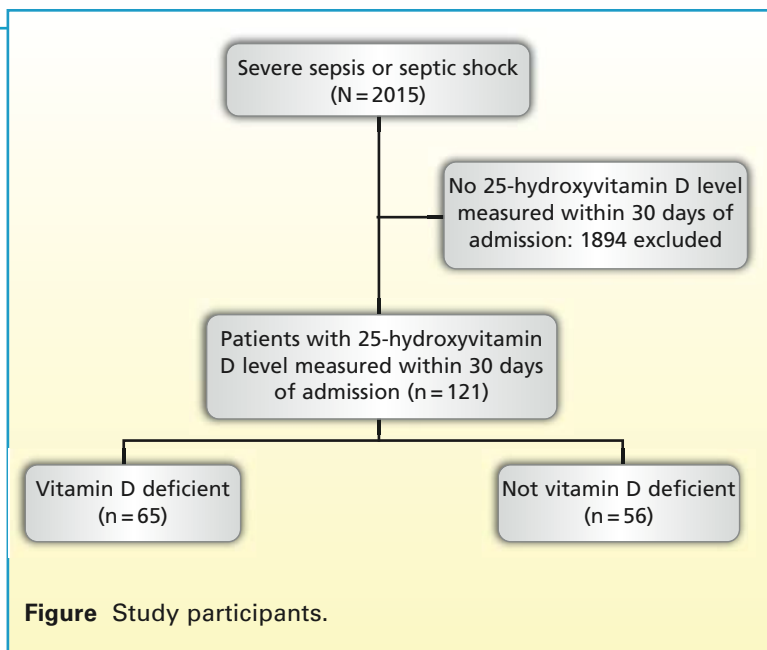 Severe sepsis or septic shock
(N = 2015)
No 25-hydroxyvitamin D level
measured within 30 days of
admission: 1894 excluded
Patients with 25-hydroxyvitamin
D level measured within 30 days
of admission (n = 121)
Vitamin D deficient
(n = 65)
Not vitamin D deficient
(n = 56)
Figure Study participants.